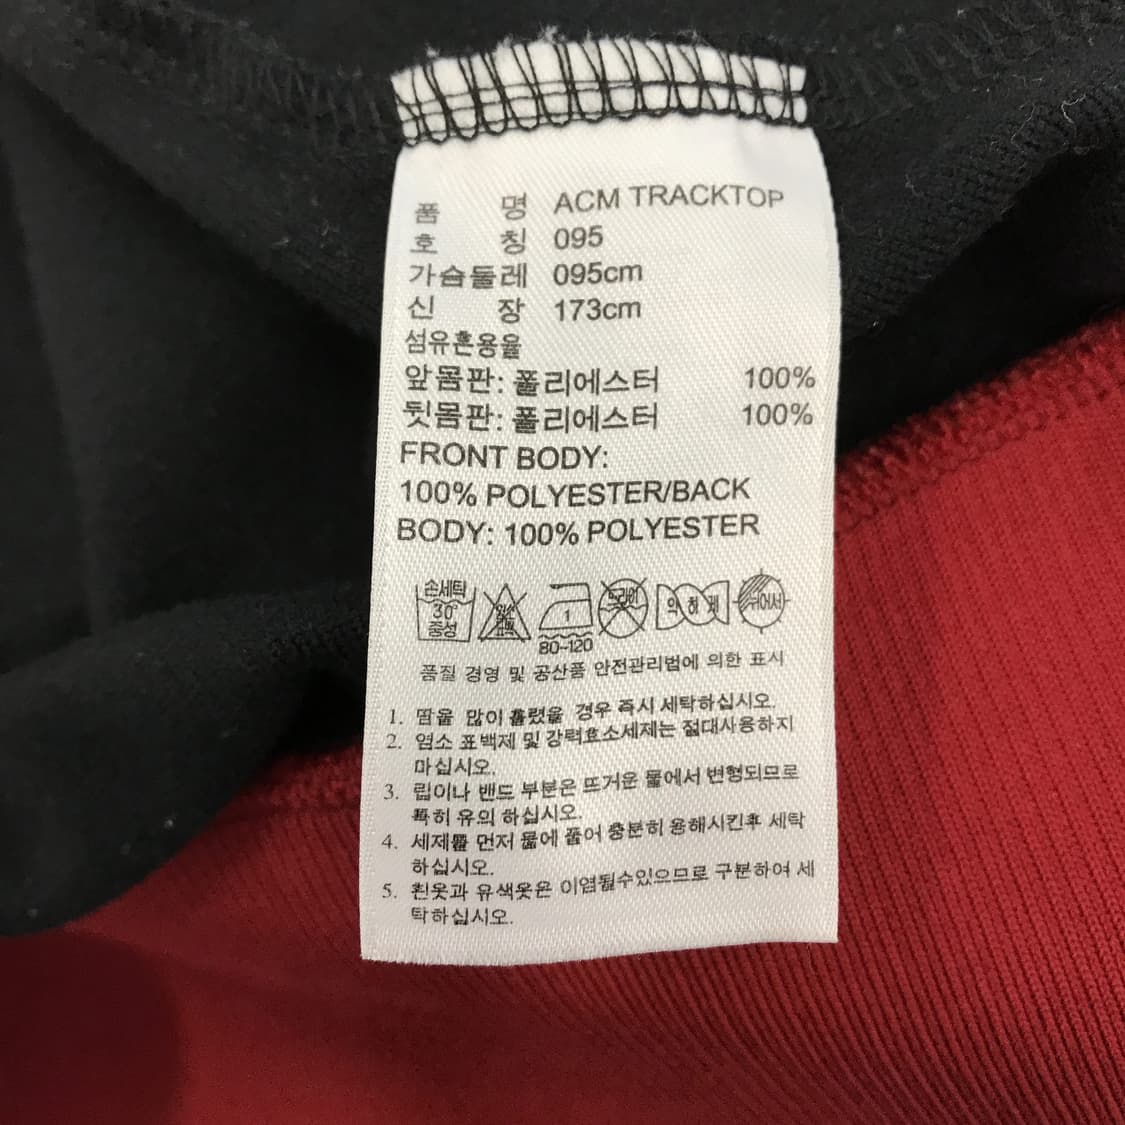 품 명 ACM TRACKTOP
호 칭 095
가슴둘레 095cm
신 장 173cm
섬유혼용율
앞몸판: 폴리에스터 100%
뒷몸판: 폴리에스터 100%
FRONT BODY:
100% POLYESTER/BACK
BODY: 100% POLYESTER
손세탁 30° 중성 1 80~120 드라이 약하게 뉘어서
품질 경영 및 공산품 안전관리법에 의한 표시
1. 땀을 많이 흘렸을 경우 즉시 세탁하십시오.
2. 염소 표백제 및 강력효소세제는 절대사용하지
마십시오.
3. 립이나 밴드 부분은 뜨거운 물에서 변형되므로
특히 유의 하십시오.
4. 세제를 먼저 물에 풀어 충분히 용해시킨후 세탁
하십시오.
5. 흰옷과 유색옷은 이염될수있으므로 구분하여 세
탁하십시오.